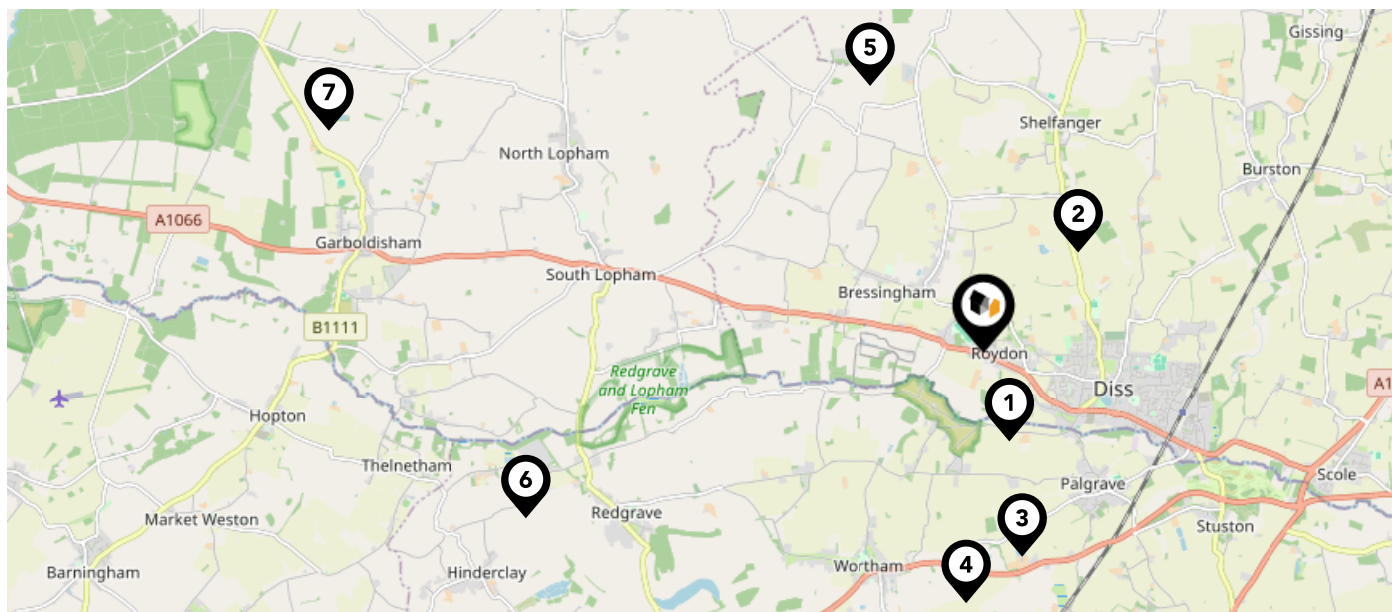 Gissing
5
7
Shelfanger
North Lopham
Burston
A1066
2
Garboldisham
South Lopham
Bressingham
B1111
Roydon
Redgrave
and Lopham
Fen
A1
Diss
1
Hopton
Thelnetham
6
Palgrave
Scole
Market Weston
Redgrave
3
Stuston
Barningham
Hinderclay
Wortham
4